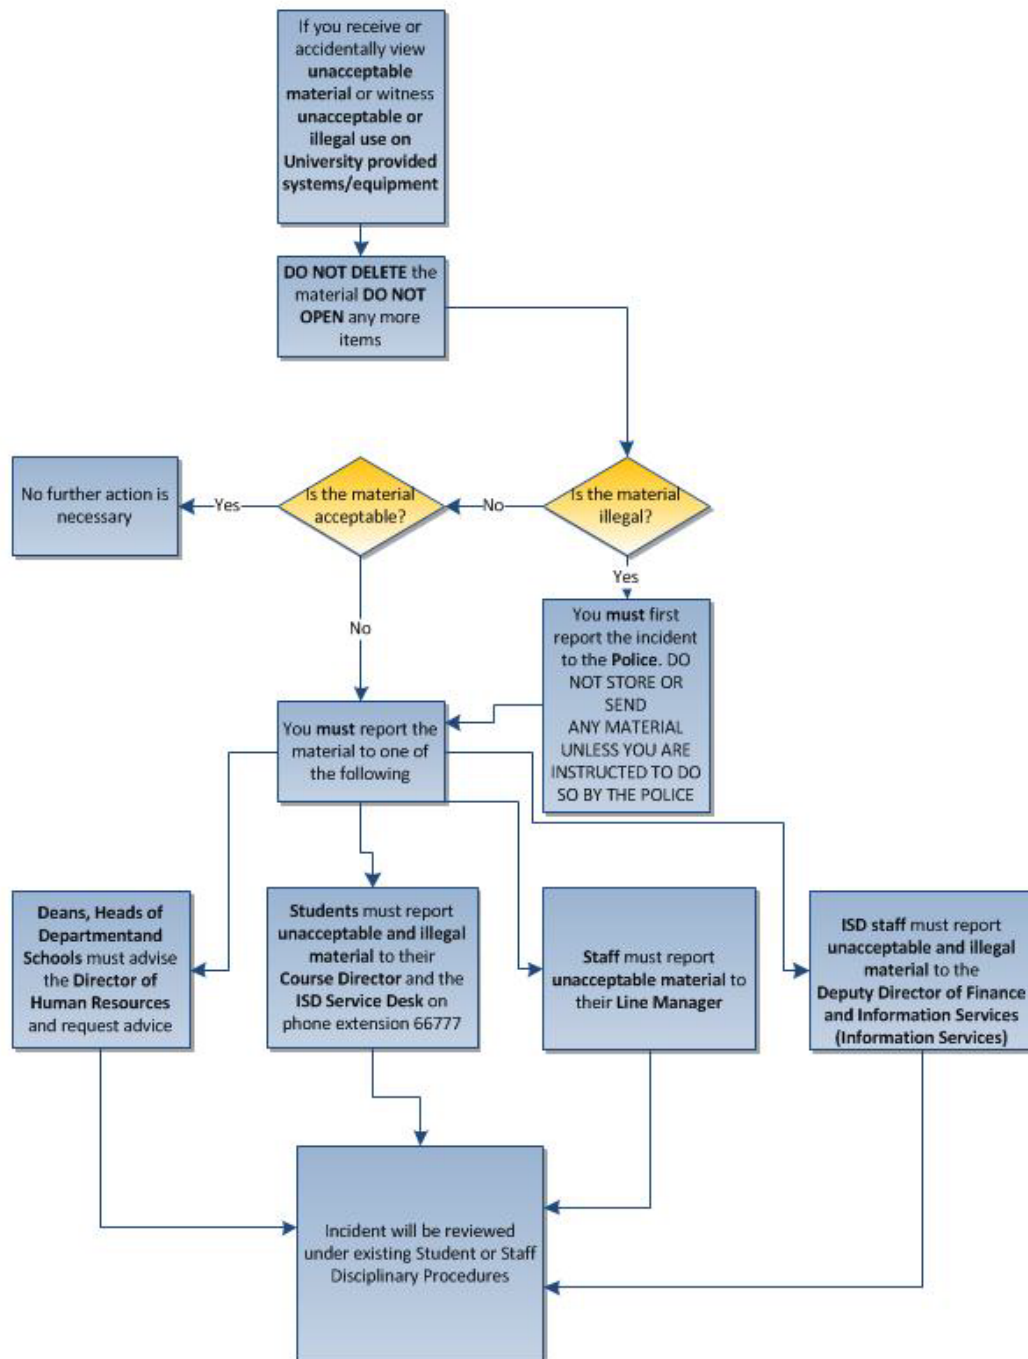 If you receive or
accidentally view
unacceptable
material or witness
unacceptable or
illegal use on
University provided
systems/equipment
DO NOT DELETE the
material DO NOT
OPEN any more
items
No further action is
necessary
Yes
Is the material
acceptable?
No
Is the material
illegal?
Yes
No
You must first
report the incident
to the Police. DO
NOT STORE OR
SEND
ANY MATERIAL
UNLESS YOU ARE
INSTRUCTED TO DO
SO BY THE POLICE
You must report the
material to one of
the following
Deans, Heads of
Departmentand
Schools must advise
the Director of
Human Resources
and request advice
Students must report
unacceptable and illegal
material to their
Course Director and the
ISD Service Desk on
phone extension 66777
Staff must report
unacceptable material to
their Line Manager
ISD staff must report
unacceptable and illegal
material to the
Deputy Director of Finance
and Information Services
(Information Services)
Incident will be reviewed
under existing Student or Staff
Disciplinary Procedures